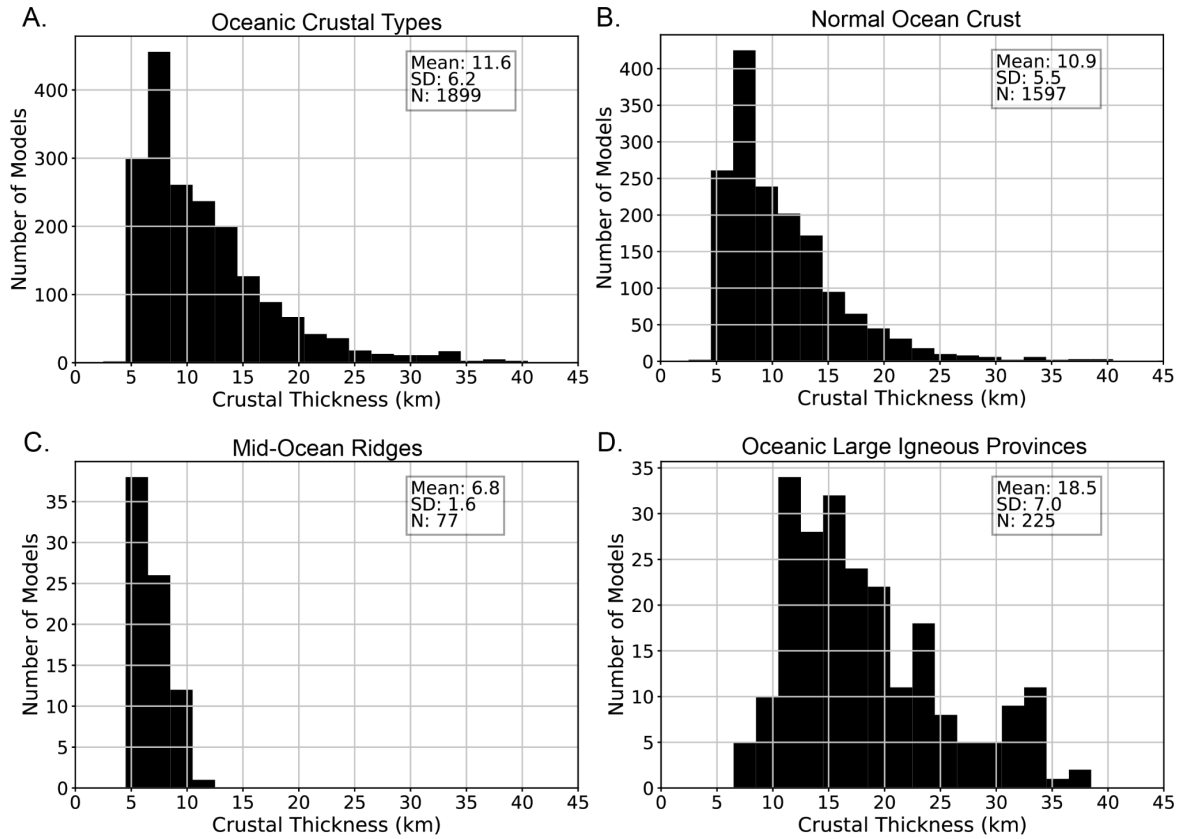 A.
Oceanic Crustal Types
Mean: 11.6
SD: 6.2
N: 1899
Number of Models
400
300
200
100
0
0 5 10 15 20 25 30 35 40 45
Crustal Thickness (km)
B.
Normal Ocean Crust
Mean: 10.9
SD: 5.5
N: 1597
Number of Models
400
350
300
250
200
150
100
50
0
0 5 10 15 20 25 30 35 40 45
Crustal Thickness (km)
C.
Mid-Ocean Ridges
Mean: 6.8
SD: 1.6
N: 77
Number of Models
35
30
25
20
15
10
5
0
0 5 10 15 20 25 30 35 40 45
Crustal Thickness (km)
D.
Oceanic Large Igneous Provinces
Mean: 18.5
SD: 7.0
N: 225
Number of Models
35
30
25
20
15
10
5
0
0 5 10 15 20 25 30 35 40 45
Crustal Thickness (km)